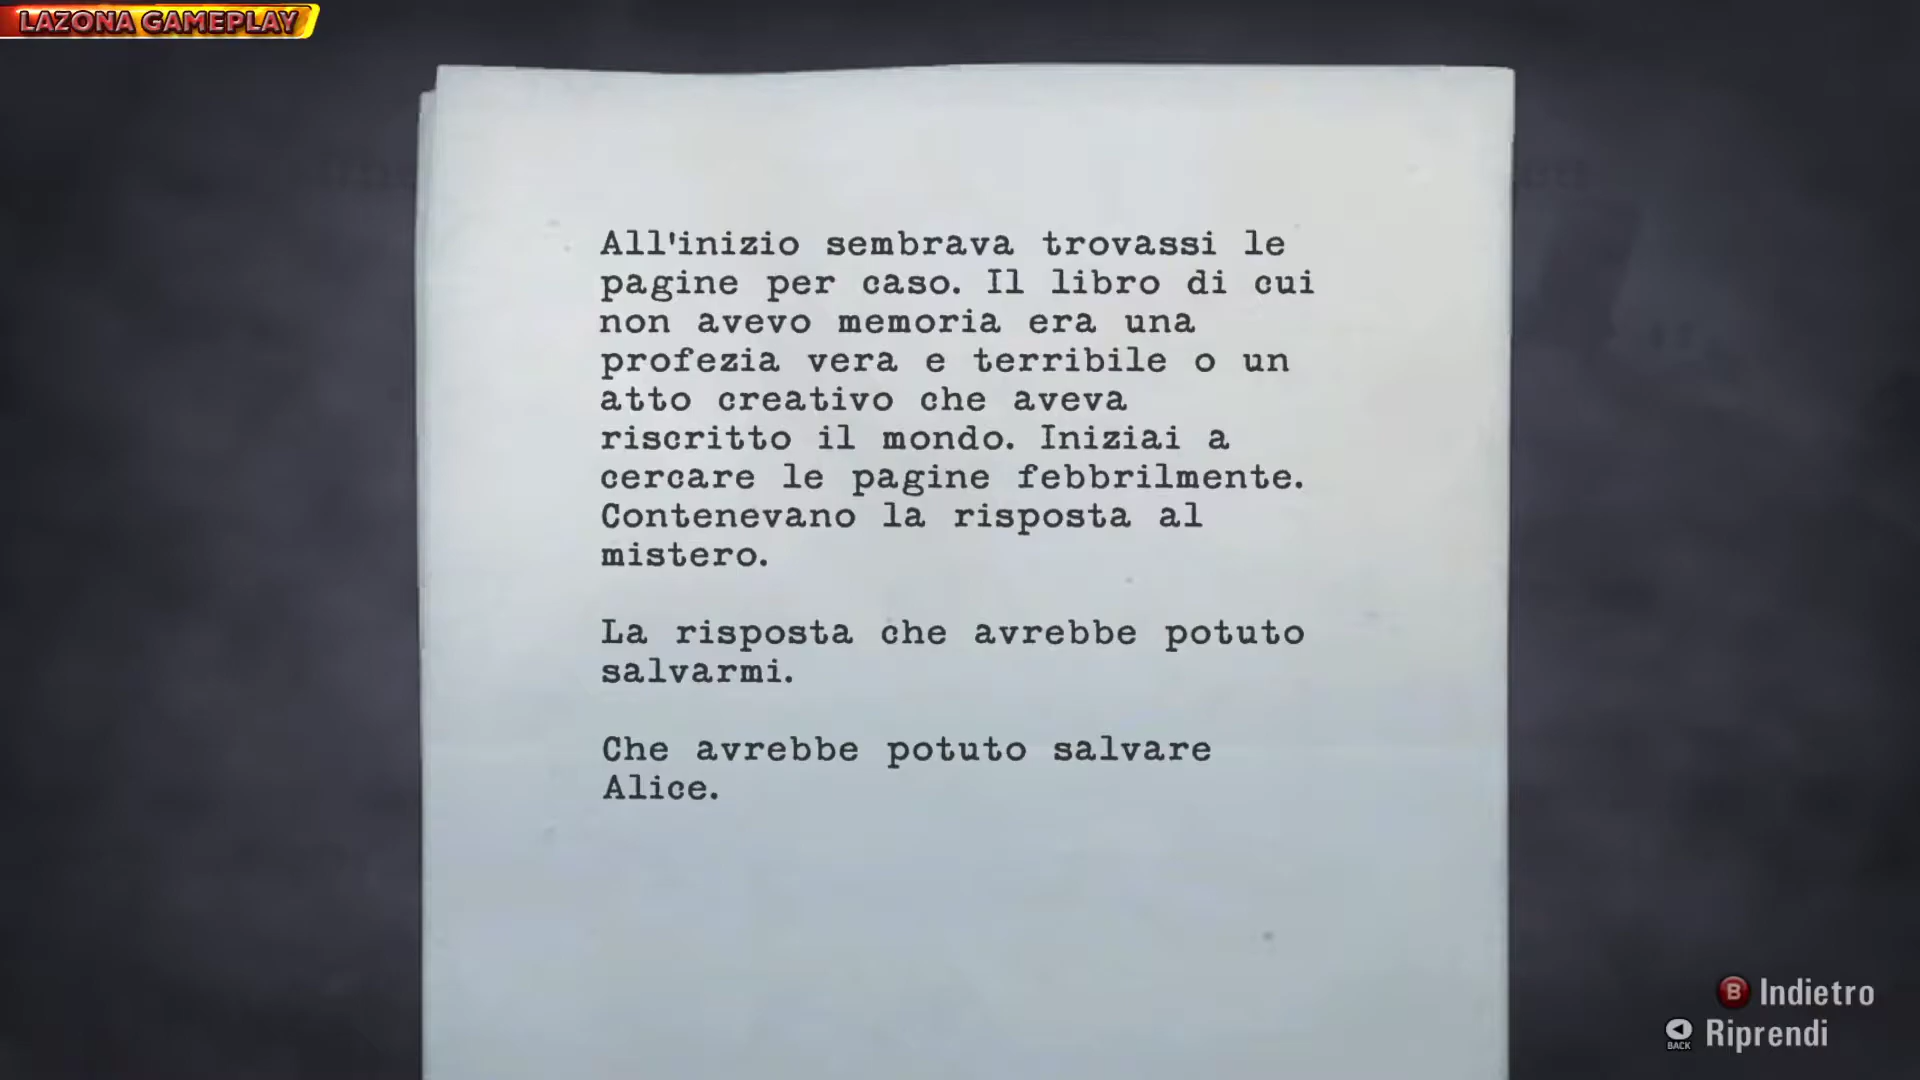 LAZONA GAMEPLAY
All'inizio sembrava trovassi le
pagine per caso. Il libro di cui
non avevo memoria era una
profezia vera e terribile o un
atto creativo che aveva
riscritto il mondo. Iniziai a
cercare le pagine febbrilmente.
Contenevano la risposta al
mistero.
La risposta che avrebbe potuto
salvarmi.
Che avrebbe potuto salvare
Alice.
B Indietro
BACK Riprendi